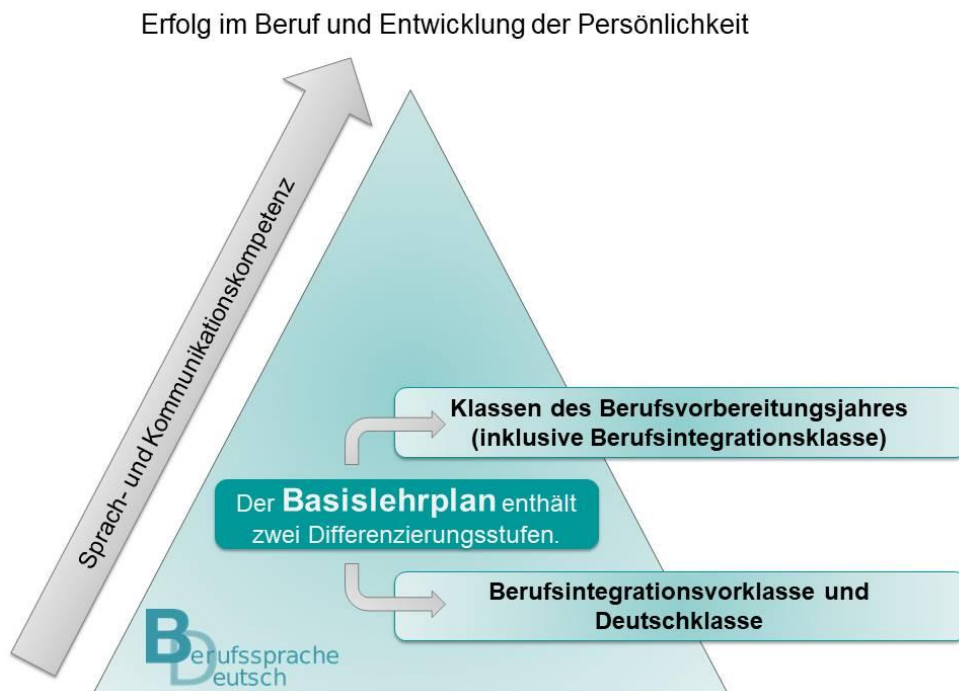 Erfolg im Beruf und Entwicklung der Persönlichkeit
Sprach- und Kommunikationskompetenz
Klassen des Berufsvorbereitungsjahres
(inklusive Berufsintegrationsklasse)
Der Basislehrplan enthält
zwei Differenzierungsstufen.
Berufsintegrationsvorklasse und
Deutschklasse
Berufssprache
Deutsch